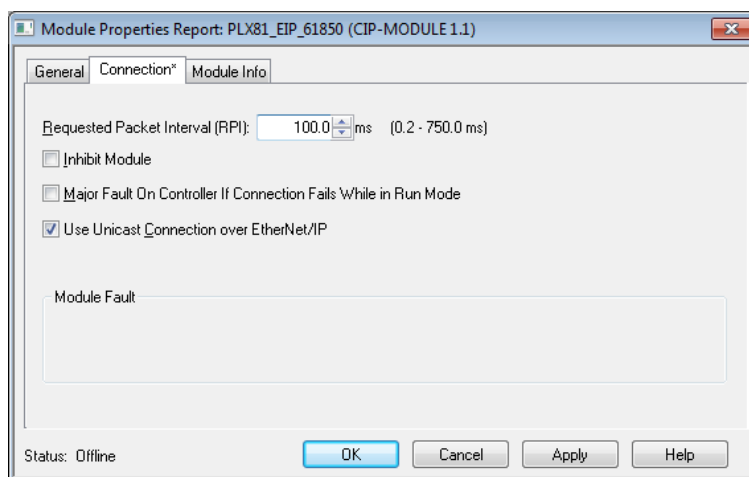 Module Properties Report: PLX81_EIP_61850 (CIP-MODULE 1.1)
General Connection* Module Info
Requested Packet Interval (RPI): 100.0 ms (0.2 - 750.0 ms)
Inhibit Module
Major Fault On Controller If Connection Fails While in Run Mode
Use Unicast Connection over EtherNet/IP
Module Fault
Status: Offline OK Cancel Apply Help